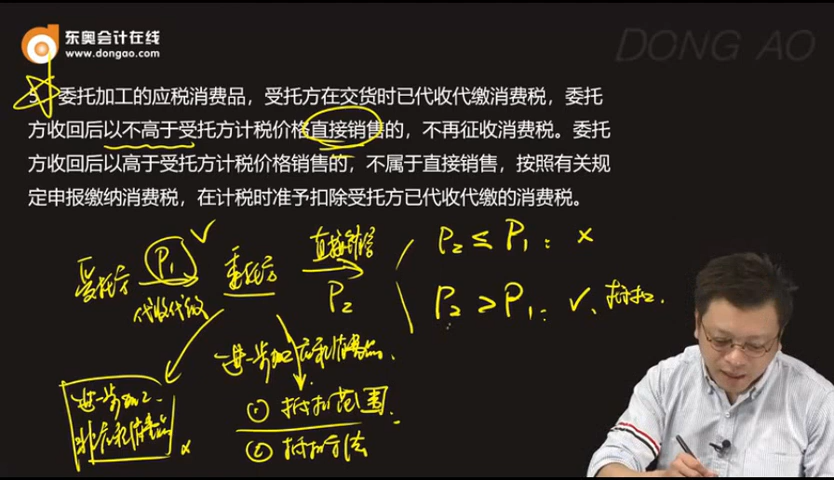 东奥会计在线
www.dongao.com
DONG AO
5、委托加工的应税消费品，受托方在交货时已代收代缴消费税，委托
方收回后以不高于受托方计税价格直接销售的，不再征收消费税。委托
方收回后以高于受托方计税价格销售的，不属于直接销售，按照有关规
定申报缴纳消费税，在计税时准予扣除受托方已代收代缴的消费税。
受托方 P1 委托方 直接销售 P2≤P1：×
代收代缴 P2 P2>P1：√、抵扣.
进一步加工应税消费品、
进一步加工、 ① 抵扣范围
非应税消费品 × ② 抵扣方法